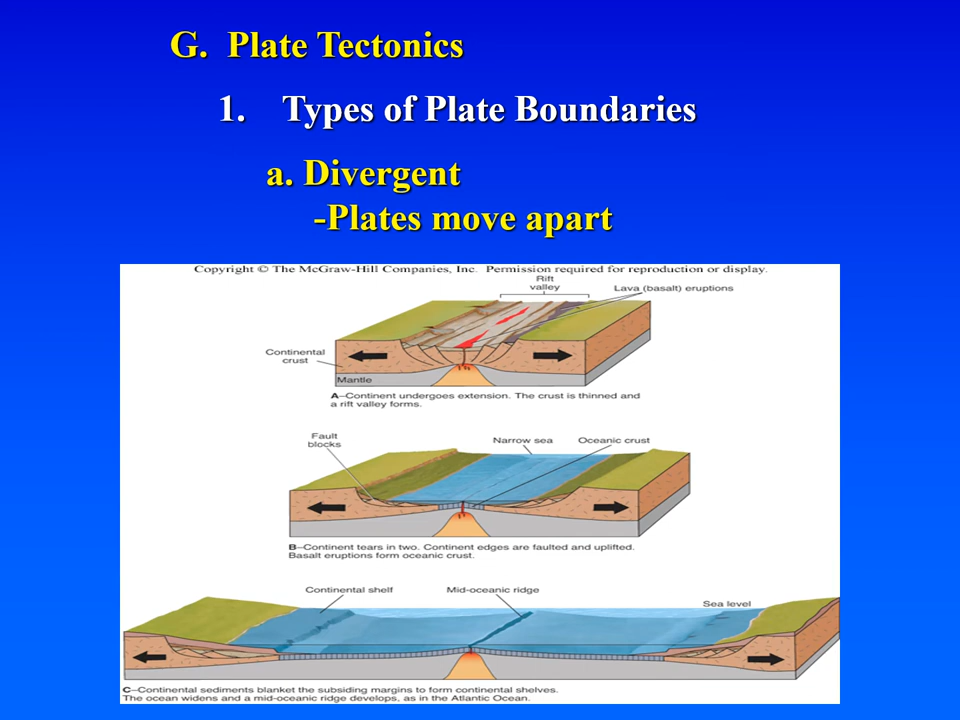 G. Plate Tectonics
1. Types of Plate Boundaries
a. Divergent
-Plates move apart
Copyright © The McGraw-Hill Companies, Inc. Permission required for reproduction or display.
Rift
valley
Lava (basalt) eruptions
Continental
crust
Mantle
A–Continent undergoes extension. The crust is thinned and
a rift valley forms.
Fault
blocks
Narrow sea
Oceanic crust
B–Continent tears in two. Continent edges are faulted and uplifted.
Basalt eruptions form oceanic crust.
Continental shelf
Mid-oceanic ridge
Sea level
C–Continental sediments blanket the subsiding margins to form continental shelves.
The ocean widens and a mid-oceanic ridge develops, as in the Atlantic Ocean.